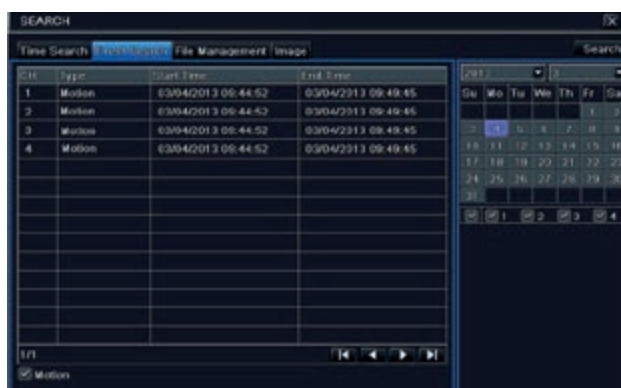 SEARCH
Time Search Event Search File Management Image Search
CH Type Start Time End Time
1 Motion 03/04/2013 09:44:52 03/04/2013 09:49:45
2 Motion 03/04/2013 09:44:52 03/04/2013 09:49:45
3 Motion 03/04/2013 09:44:52 03/04/2013 09:49:45
4 Motion 03/04/2013 09:44:52 03/04/2013 09:49:45
1/1
Motion
2013 3
Su Mo Tu We Th Fr Sa
1 2
3 4 5 6 7 8 9
10 11 12 13 14 15 16
17 18 19 20 21 22 23
24 25 26 27 28 29 30
31
1 2 3 4